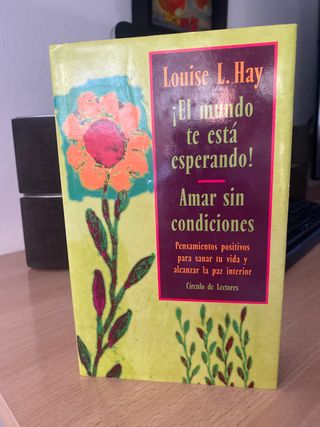 Louise L. Hay
¡El mundo
te está
esperando!
Amar sin
condiciones
Pensamientos positivos
para sanar tu vida y
alcanzar la paz interior
Círculo de Lectores